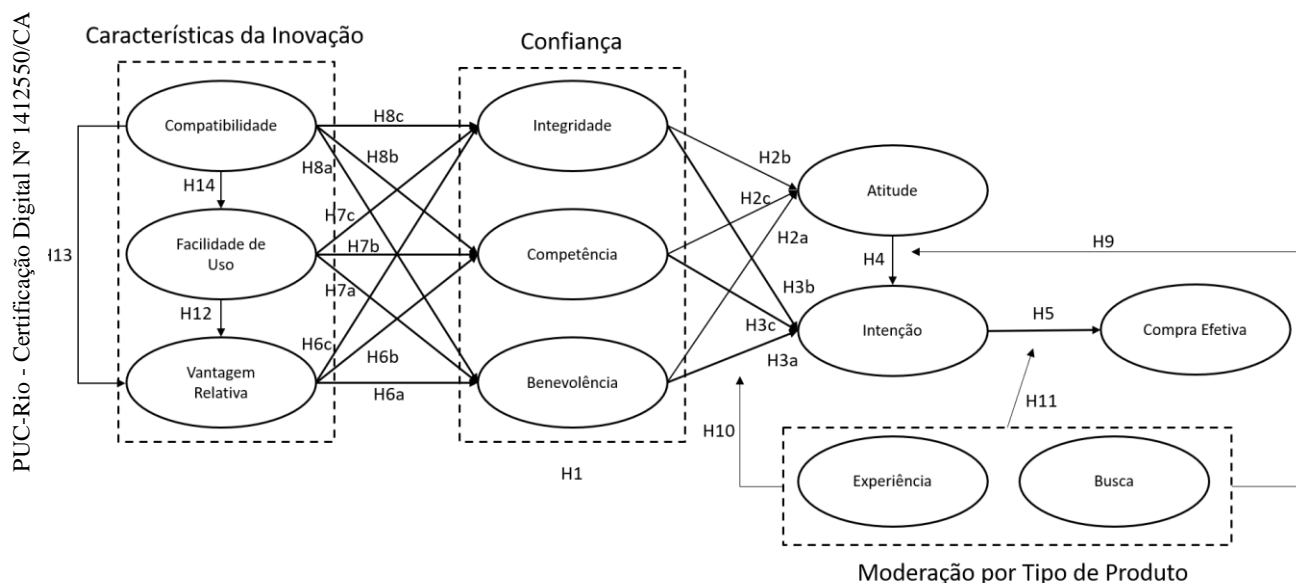 PUC-Rio - Certificação Digital Nº 1412550/CA
Características da Inovação
Confiança
Compatibilidade
Integridade
H8c
H8b
H8a
H2b
Atitude
H14
H7c
H2c
H2a
H9
Facilidade de
Uso
H7b
Competência
H4
H13
H7a
H3b
H12
H3c
Intenção
H5
Compra Efetiva
H6c
H6b
H3a
Vantagem
Relativa
H6a
Benevolência
H11
H10
H1
Experiência
Busca
Moderação por Tipo de Produto